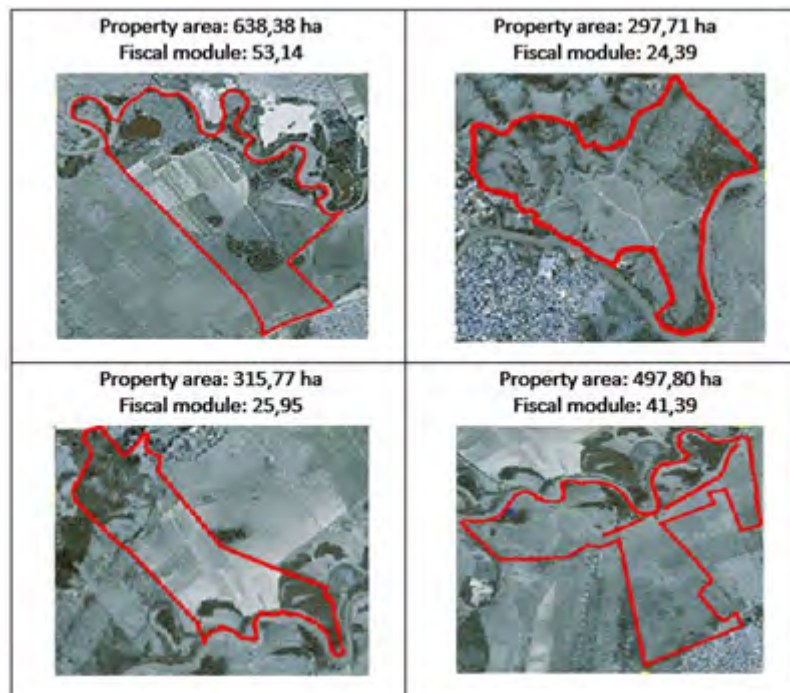 Property area: 638,38 ha
Fiscal module: 53,14
Property area: 297,71 ha
Fiscal module: 24,39
Property area: 315,77 ha
Fiscal module: 25,95
Property area: 497,80 ha
Fiscal module: 41,39